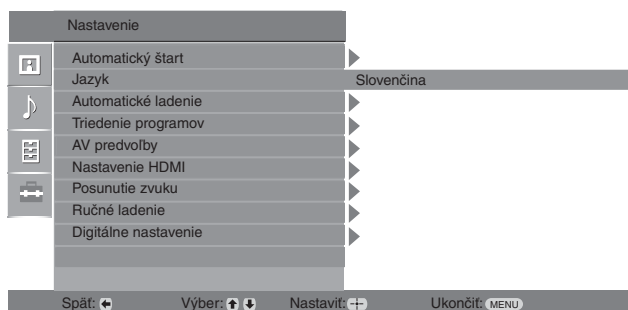 Nastavenie
Automatický štart
Jazyk Slovenčina
Automatické ladenie
Triedenie programov
AV predvoľby
Nastavenie HDMI
Posunutie zvuku
Ručné ladenie
Digitálne nastavenie
Späť: Výber: Nastaviť: Ukončiť: MENU